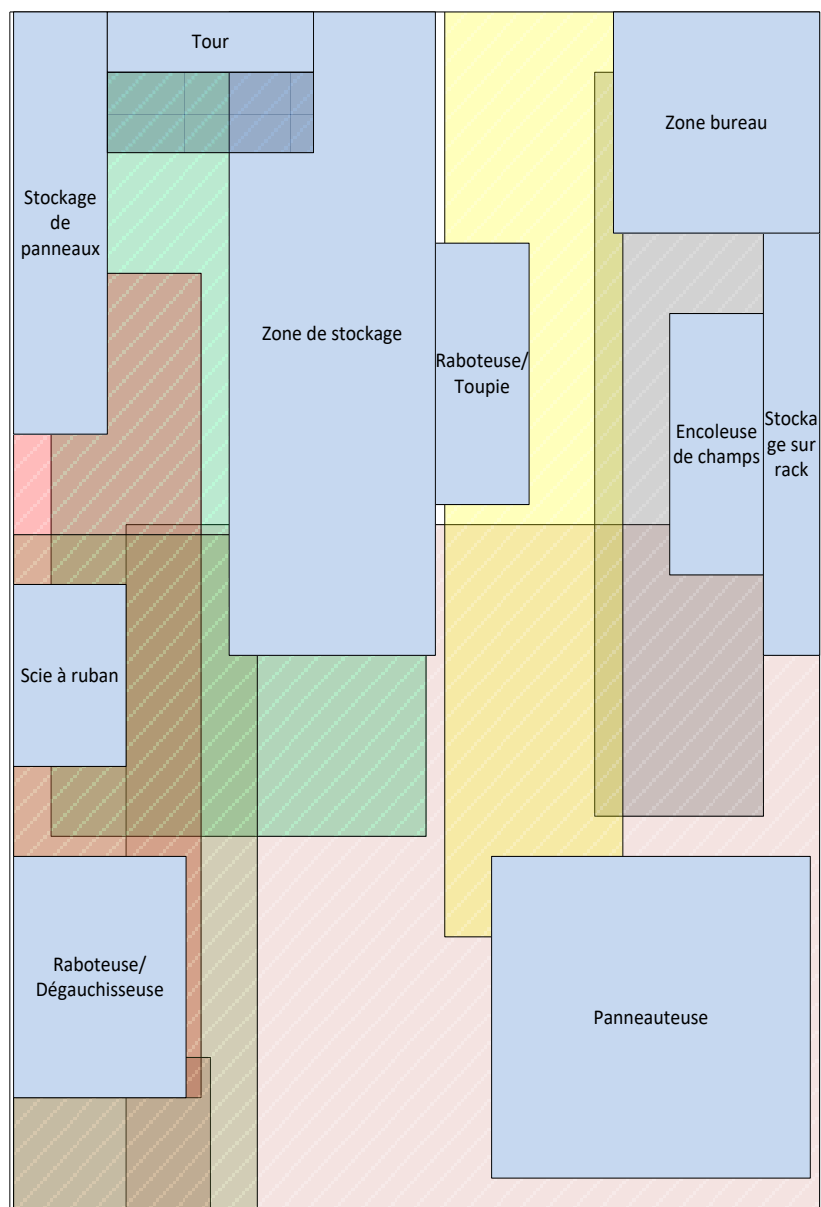 Tour
Zone bureau
Stockage
de
panneaux
Zone de stockage
Raboteuse/
Toupie
Encoleuse
de champs
Stocka
ge sur
rack
Scie à ruban
Raboteuse/
Dégauchisseuse
Panneauteuse